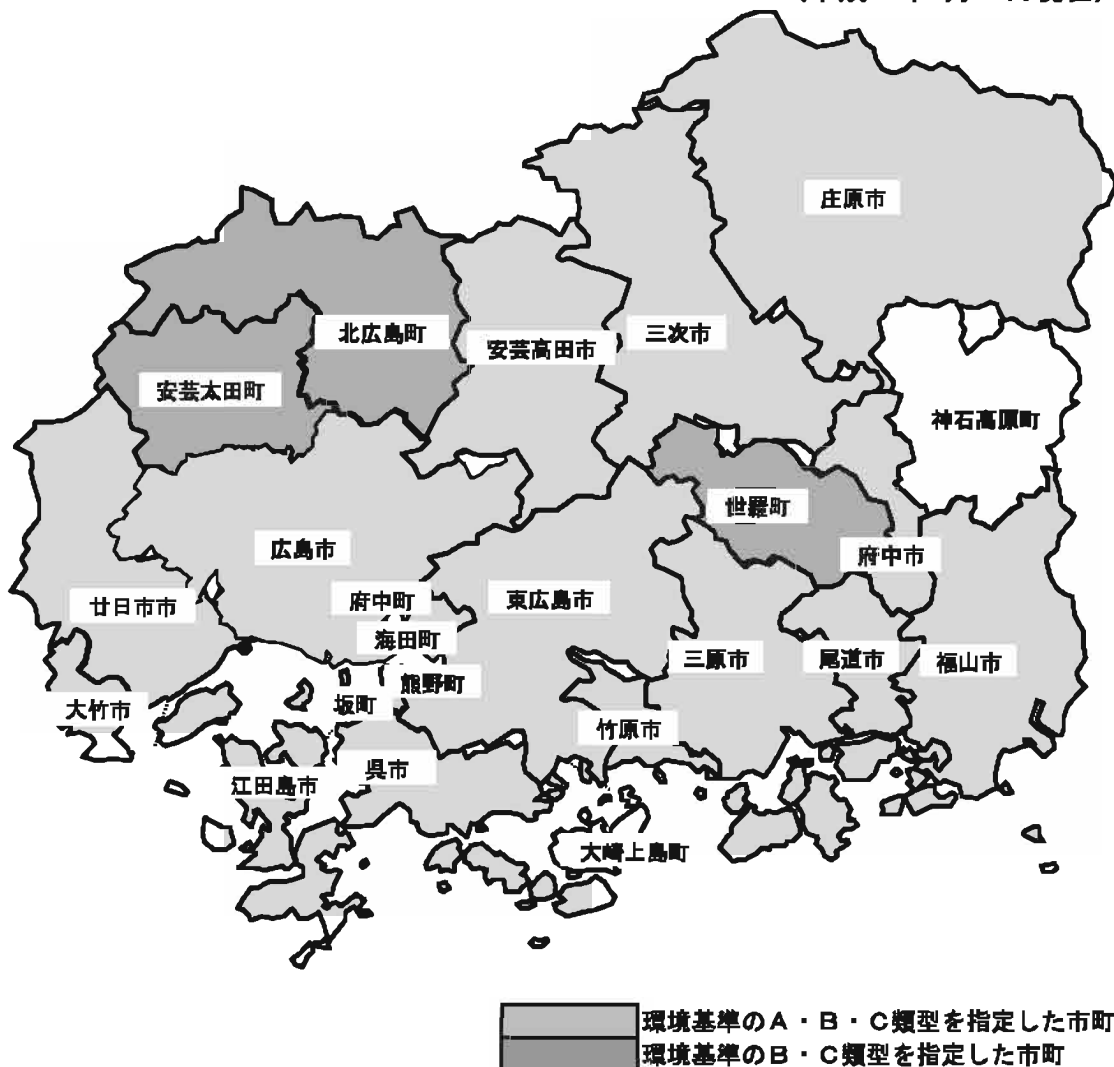 庄原市
北広島町
安芸高田市
三次市
安芸太田町
神石高原町
世羅町
広島市
府中市
廿日市市
府中町
東広島市
海田町
三原市
尾道市
福山市
熊野町
大竹市
坂町
竹原市
呉市
江田島市
大崎上島町
環境基準のA・B・C類型を指定した市町
環境基準のB・C類型を指定した市町